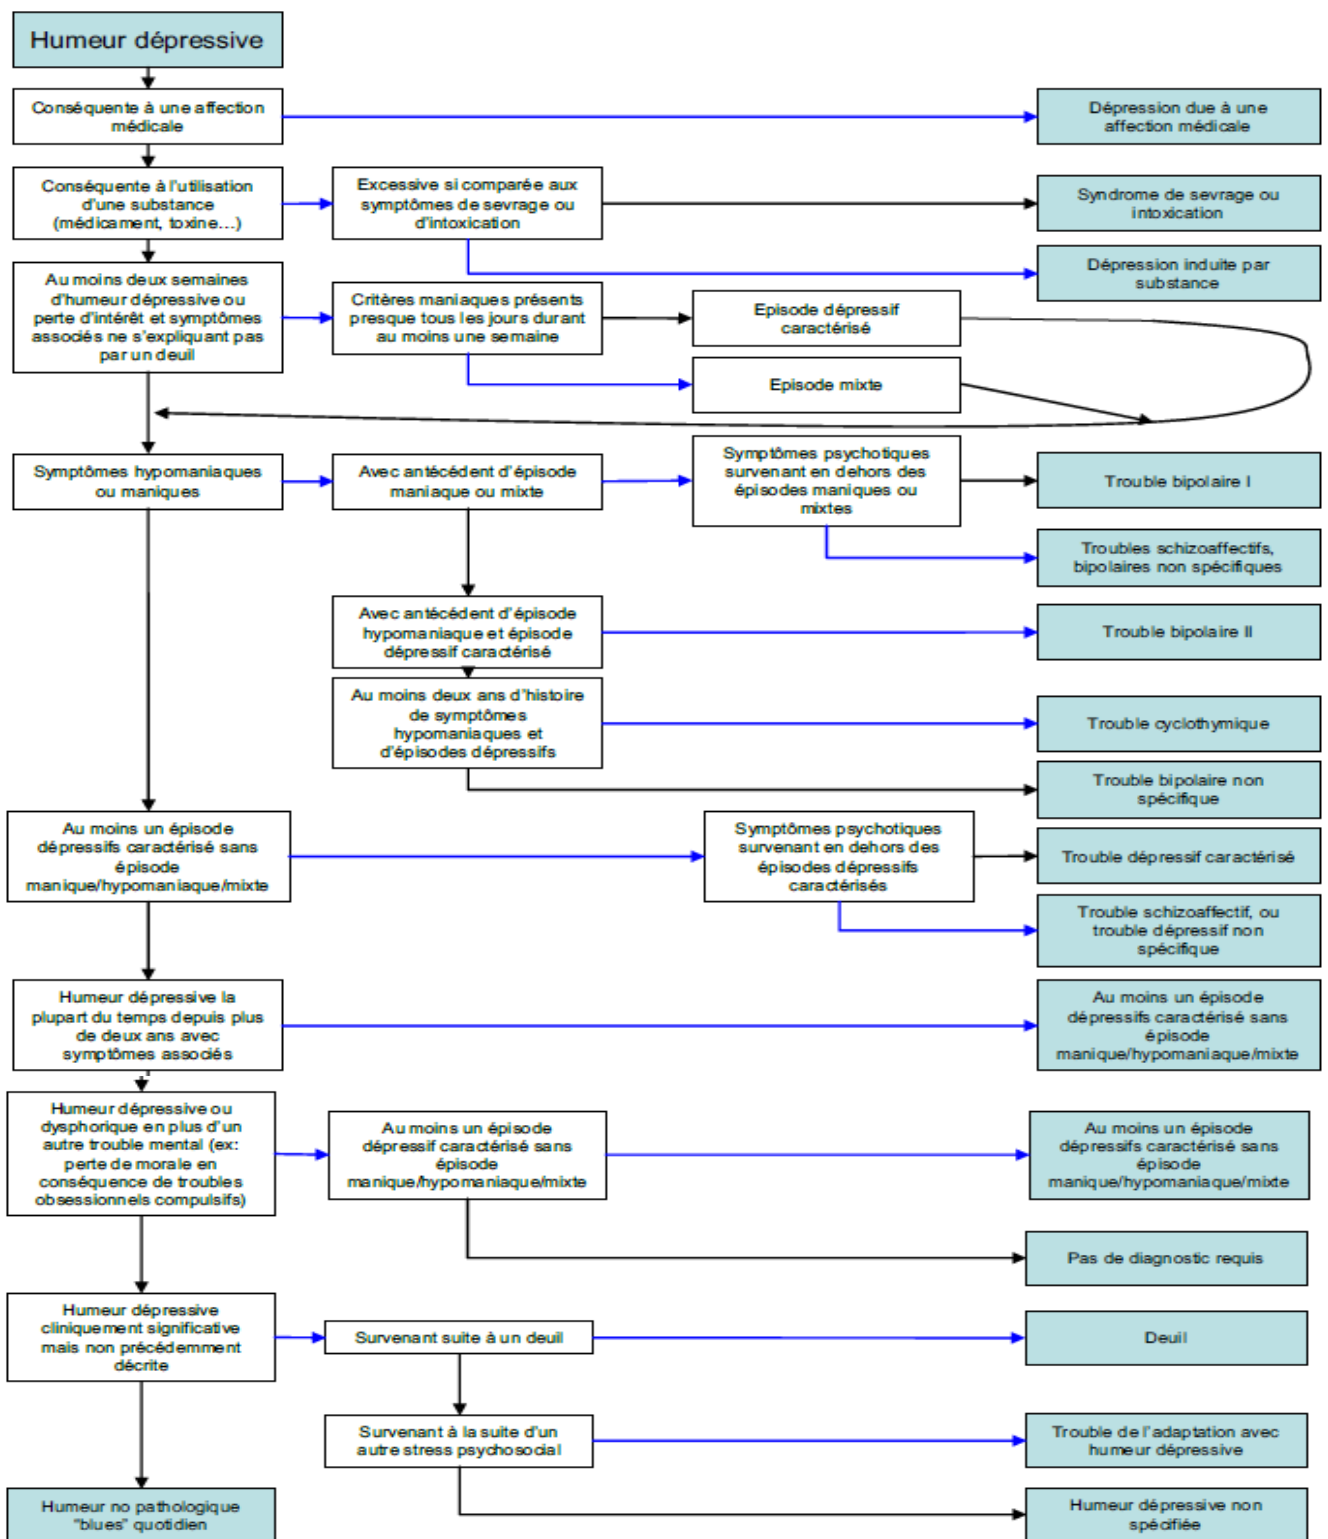 Humeur dépressive
Conséquente à une affection
médicale
Dépression due à une
affection médicale
Conséquente à l'utilisation
d'une substance
(médicament, toxine...)
Excessive si comparée aux
symptômes de sevrage ou
d'intoxication
Syndrome de sevrage ou
intoxication
Dépression induite par
substance
Au moins deux semaines
d'humeur dépressive ou
perte d'intérêt et symptômes
associés ne s'expliquant pas
par un deuil
Critères maniaques présents
presque tous les jours durant
au moins une semaine
Episode dépressif
caractérisé
Episode mixte
Symptômes hypomaniaques
ou maniques
Avec antécédent d'épisode
maniaque ou mixte
Symptômes psychotiques
survenant en dehors des
épisodes maniques ou
mixtes
Trouble bipolaire I
Troubles schizoaffectifs,
bipolaires non spécifiques
Avec antécédent d'épisode
hypomaniaque et épisode
dépressif caractérisé
Trouble bipolaire II
Au moins deux ans d'histoire
de symptômes
hypomaniaques et
d'épisodes dépressifs
Trouble cyclothymique
Trouble bipolaire non
spécifique
Au moins un épisode
dépressifs caractérisé sans
épisode
manique/hypomaniaque/mixte
Symptômes psychotiques
survenant en dehors des
épisodes dépressifs
caractérisés
Trouble dépressif caractérisé
Trouble schizoaffectif, ou
trouble dépressif non
spécifique
Humeur dépressive la
plupart du temps depuis plus
de deux ans avec
symptômes associés
Au moins un épisode
dépressifs caractérisé sans
épisode
manique/hypomaniaque/mixte
Humeur dépressive ou
dysphorique en plus d'un
autre trouble mental (ex:
perte de morale en
conséquence de troubles
obsessionnels compulsifs)
Au moins un épisode
dépressif caractérisé sans
épisode
manique/hypomaniaque/mixte
Au moins un épisode
dépressifs caractérisé sans
épisode
manique/hypomaniaque/mixte
Pas de diagnostic requis
Humeur dépressive
cliniquement significative
mais non précédemment
décrite
Survenant suite à un deuil
Deuil
Survenant à la suite d'un
autre stress psychosocial
Trouble de l'adaptation avec
humeur dépressive
Humeur no pathologique
"blues" quotidien
Humeur dépressive non
spécifiée